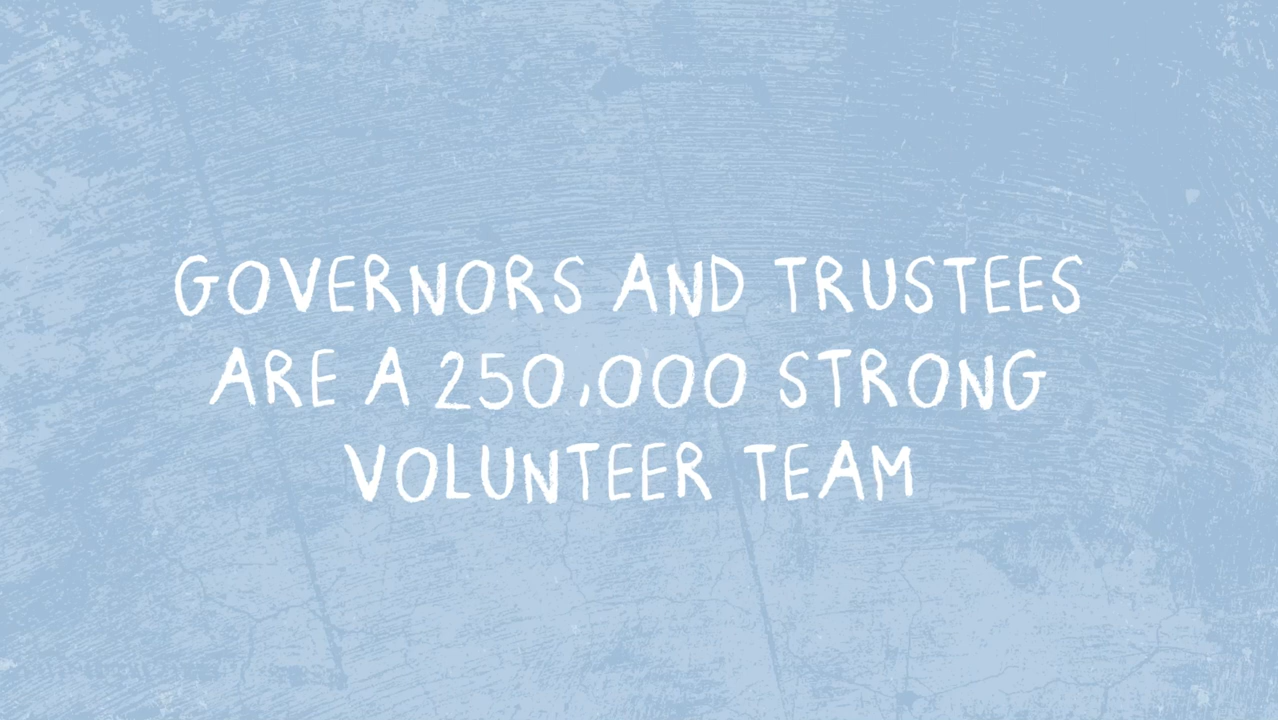 GOVERNORS AND TRUSTEES
ARE A 250,000 STRONG
VOLUNTEER TEAM